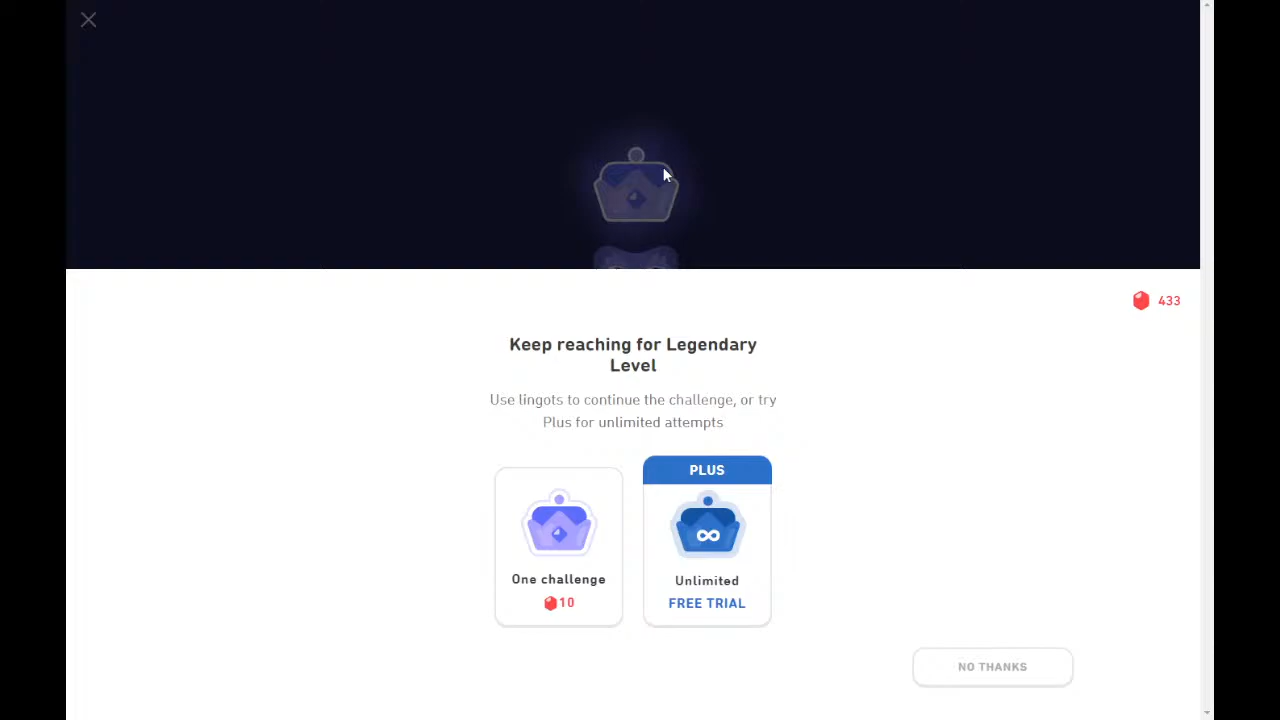 433
Keep reaching for Legendary
Level
Use lingots to continue the challenge, or try
Plus for unlimited attempts
PLUS
One challenge
10
Unlimited
FREE TRIAL
NO THANKS